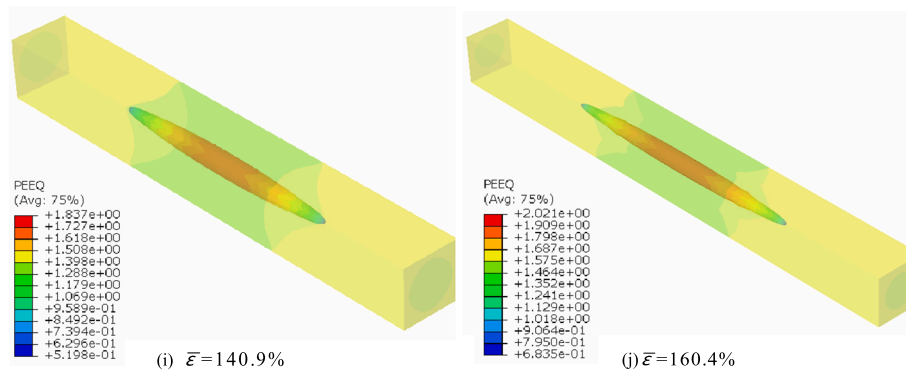 PEEQ
(Avg: 75%)
+1.837e+00
+1.727e+00
+1.618e+00
+1.508e+00
+1.398e+00
+1.288e+00
+1.179e+00
+1.069e+00
+9.589e-01
+8.492e-01
+7.394e-01
+6.296e-01
+5.198e-01
(i) ε̅=140.9%
PEEQ
(Avg: 75%)
+2.021e+00
+1.909e+00
+1.798e+00
+1.687e+00
+1.575e+00
+1.464e+00
+1.352e+00
+1.241e+00
+1.129e+00
+1.018e+00
+9.064e-01
+7.950e-01
+6.835e-01
(j) ε̅=160.4%